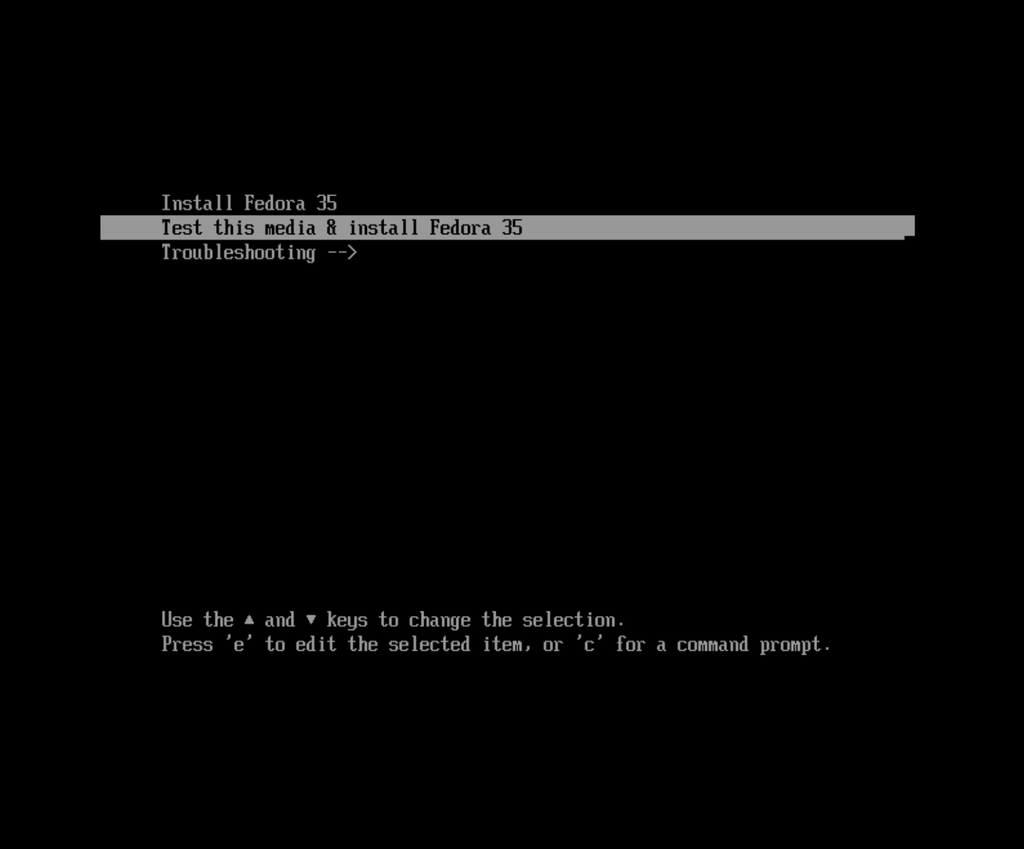 Install Fedora 35
Test this media & install Fedora 35
Troubleshooting -->
Use the ▲ and ▼ keys to change the selection.
Press 'e' to edit the selected item, or 'c' for a command prompt.